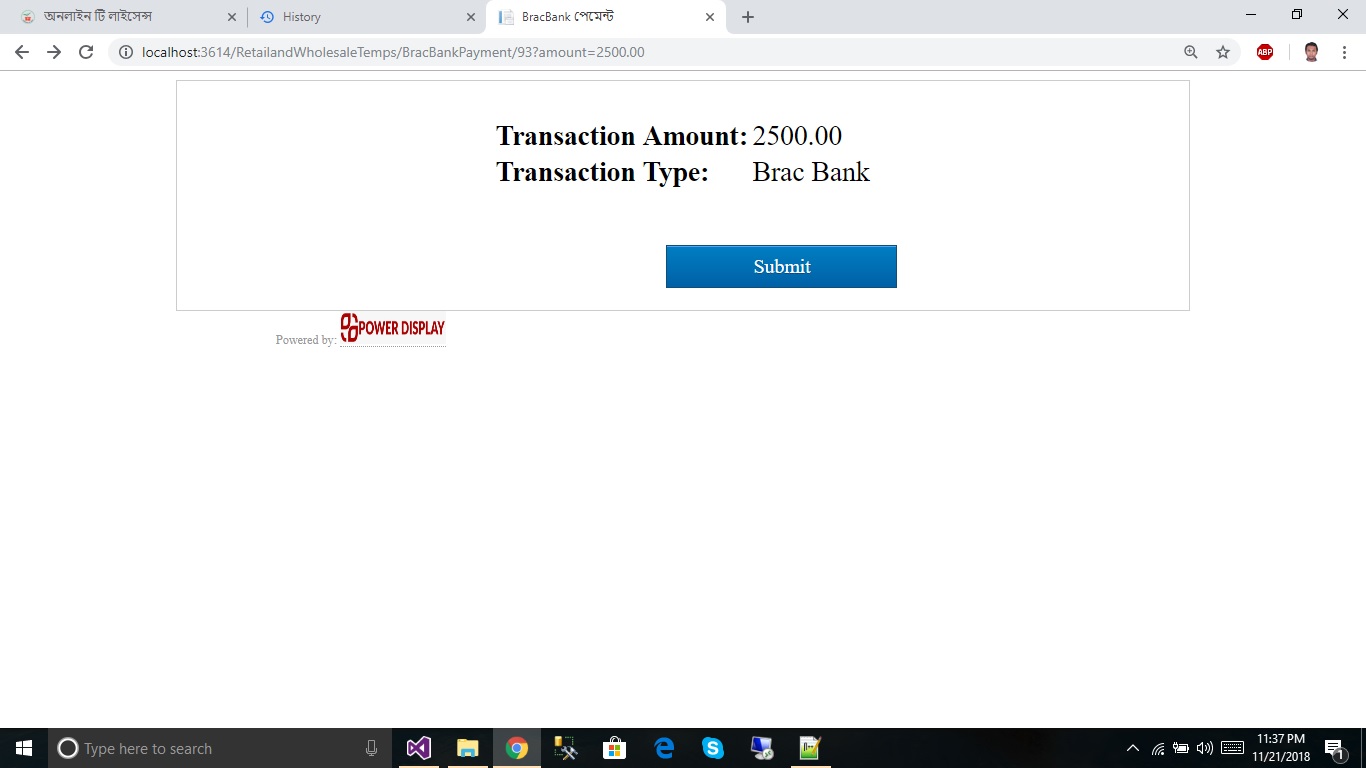 অনলাইন টি লাইসেন্স
History
BracBank পেমেন্ট
localhost:3614/RetailandWholesaleTemps/BracBankPayment/93?amount=2500.00
ABP
Transaction Amount: 2500.00
Transaction Type: Brac Bank
Submit
Powered by: POWER DISPLAY
Type here to search
11:37 PM
11/21/2018
1